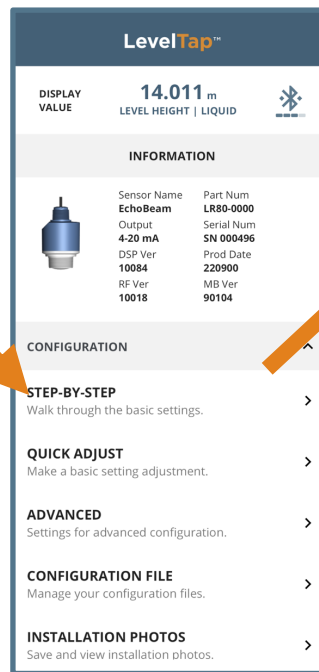 LevelTap™
DISPLAY VALUE
14.011 m
LEVEL HEIGHT | LIQUID
INFORMATION
Sensor Name
EchoBeam
Part Num
LR80-0000
Output
4-20 mA
Serial Num
SN 000496
DSP Ver
10084
Prod Date
220900
RF Ver
10018
MB Ver
90104
CONFIGURATION
STEP-BY-STEP
Walk through the basic settings.
QUICK ADJUST
Make a basic setting adjustment.
ADVANCED
Settings for advanced configuration.
CONFIGURATION FILE
Manage your configuration files.
INSTALLATION PHOTOS
Save and view installation photos.